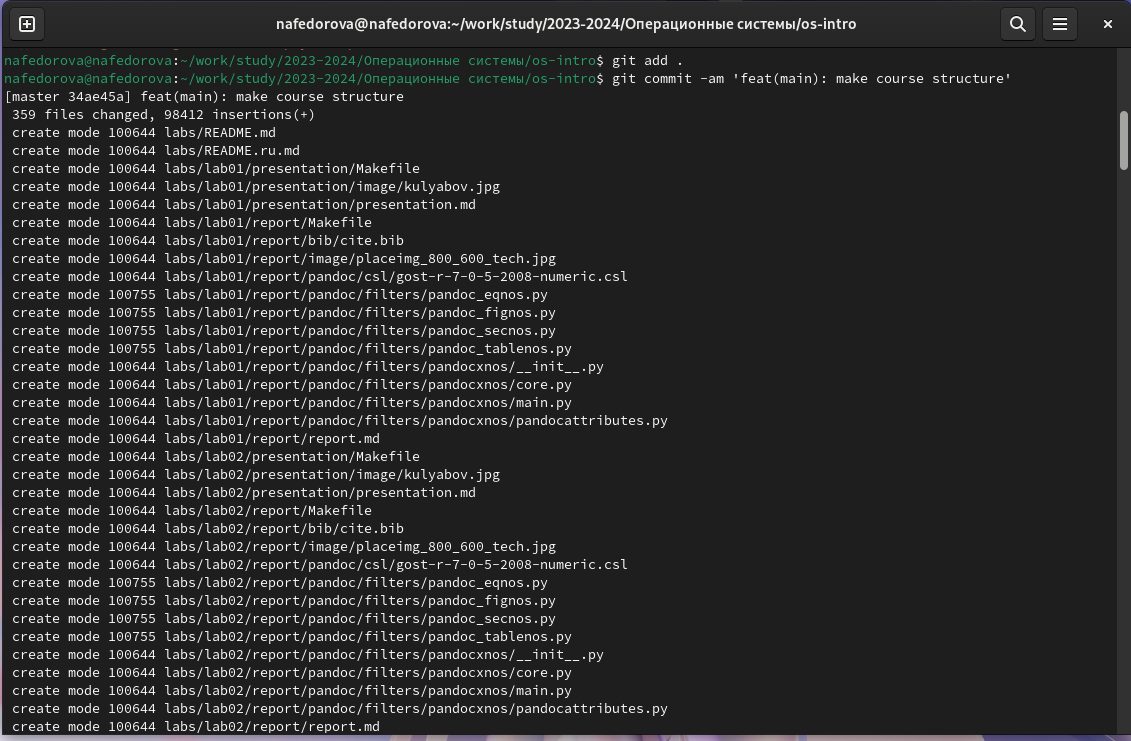 nafedorova@nafedorova:~/work/study/2023-2024/Операционные системы/os-intro
nafedorova@nafedorova:~/work/study/2023-2024/Операционные системы/os-intro$ git add .
nafedorova@nafedorova:~/work/study/2023-2024/Операционные системы/os-intro$ git commit -am 'feat(main): make course structure'
[master 34ae45a] feat(main): make course structure
 359 files changed, 98412 insertions(+)
 create mode 100644 labs/README.md
 create mode 100644 labs/README.ru.md
 create mode 100644 labs/lab01/presentation/Makefile
 create mode 100644 labs/lab01/presentation/image/kulyabov.jpg
 create mode 100644 labs/lab01/presentation/presentation.md
 create mode 100644 labs/lab01/report/Makefile
 create mode 100644 labs/lab01/report/bib/cite.bib
 create mode 100644 labs/lab01/report/image/placeimg_800_600_tech.jpg
 create mode 100644 labs/lab01/report/pandoc/csl/gost-r-7-0-5-2008-numeric.csl
 create mode 100755 labs/lab01/report/pandoc/filters/pandoc_eqnos.py
 create mode 100755 labs/lab01/report/pandoc/filters/pandoc_fignos.py
 create mode 100755 labs/lab01/report/pandoc/filters/pandoc_secnos.py
 create mode 100755 labs/lab01/report/pandoc/filters/pandoc_tablenos.py
 create mode 100644 labs/lab01/report/pandoc/filters/pandocxnos/__init__.py
 create mode 100644 labs/lab01/report/pandoc/filters/pandocxnos/core.py
 create mode 100644 labs/lab01/report/pandoc/filters/pandocxnos/main.py
 create mode 100644 labs/lab01/report/pandoc/filters/pandocxnos/pandocattributes.py
 create mode 100644 labs/lab01/report/report.md
 create mode 100644 labs/lab02/presentation/Makefile
 create mode 100644 labs/lab02/presentation/image/kulyabov.jpg
 create mode 100644 labs/lab02/presentation/presentation.md
 create mode 100644 labs/lab02/report/Makefile
 create mode 100644 labs/lab02/report/bib/cite.bib
 create mode 100644 labs/lab02/report/image/placeimg_800_600_tech.jpg
 create mode 100644 labs/lab02/report/pandoc/csl/gost-r-7-0-5-2008-numeric.csl
 create mode 100755 labs/lab02/report/pandoc/filters/pandoc_eqnos.py
 create mode 100755 labs/lab02/report/pandoc/filters/pandoc_fignos.py
 create mode 100755 labs/lab02/report/pandoc/filters/pandoc_secnos.py
 create mode 100755 labs/lab02/report/pandoc/filters/pandoc_tablenos.py
 create mode 100644 labs/lab02/report/pandoc/filters/pandocxnos/__init__.py
 create mode 100644 labs/lab02/report/pandoc/filters/pandocxnos/core.py
 create mode 100644 labs/lab02/report/pandoc/filters/pandocxnos/main.py
 create mode 100644 labs/lab02/report/pandoc/filters/pandocxnos/pandocattributes.py
 create mode 100644 labs/lab02/report/report.md